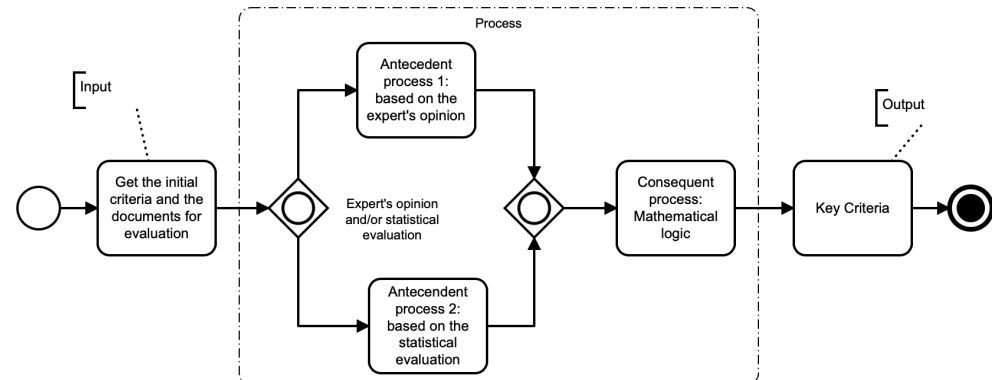 Process
Input
Get the initial
criteria and the
documents for
evaluation
Antecedent
process 1:
based on the
expert's opinion
Expert's opinion
and/or statistical
evaluation
Antecendent
process 2:
based on the
statistical
evaluation
Consequent
process:
Mathematical
logic
Output
Key Criteria